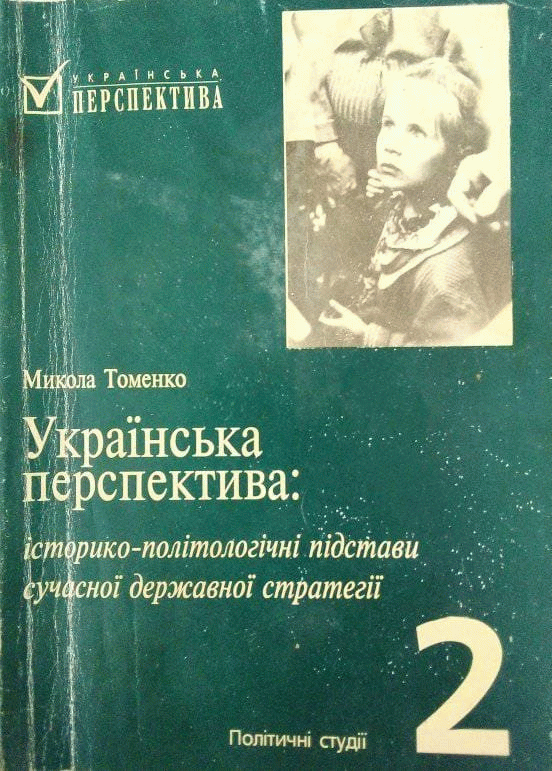 УКРАЇНСЬКА
ПЕРСПЕКТИВА
Микола Томенко
Українська
перспектива:
історико-політологічні підстави
сучасної державної стратегії
2
Політичні студії